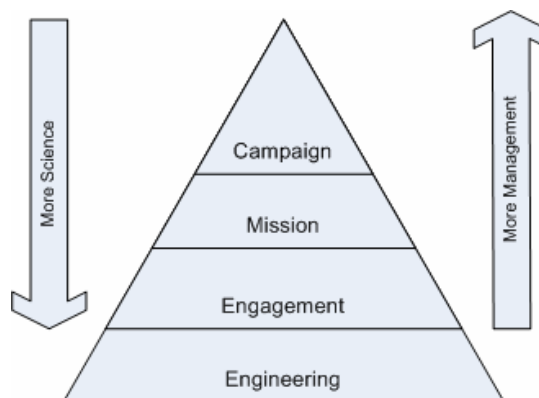 More Science
Campaign
Mission
Engagement
Engineering
More Management